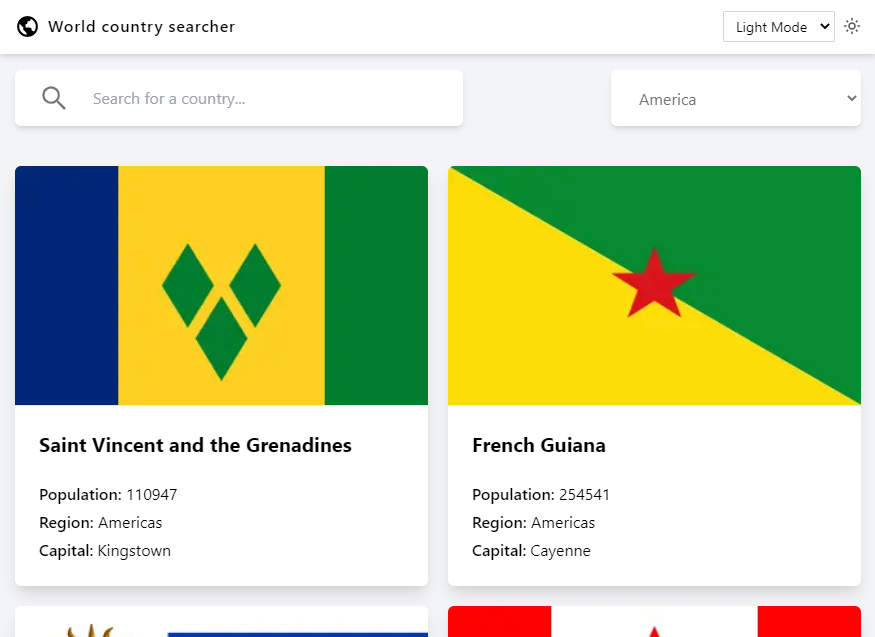 World country searcher
Light Mode
Search for a country...
America
Saint Vincent and the Grenadines
Population: 110947
Region: Americas
Capital: Kingstown
French Guiana
Population: 254541
Region: Americas
Capital: Cayenne